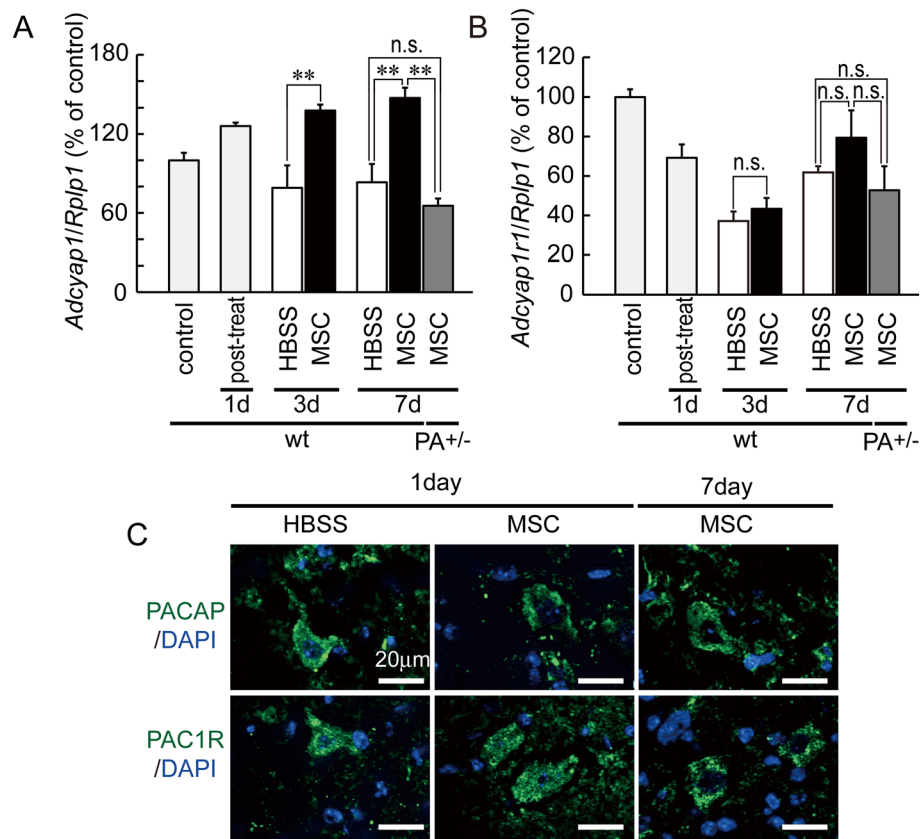 A
Adcyap1/Rplp1 (% of control)
180
120
60
0
**
n.s.
** **
control
post-treat
HBSS
MSC
HBSS
MSC
MSC
1d 3d 7d
wt PA+/-
B
Adcyap1r1/Rplp1 (% of control)
120
100
80
60
40
20
0
n.s.
n.s.
n.s. n.s.
control
post-treat
HBSS
MSC
HBSS
MSC
MSC
1d 3d 7d
wt PA+/-
C
1day 7day
HBSS MSC MSC
PACAP
/DAPI
20μm
PAC1R
/DAPI